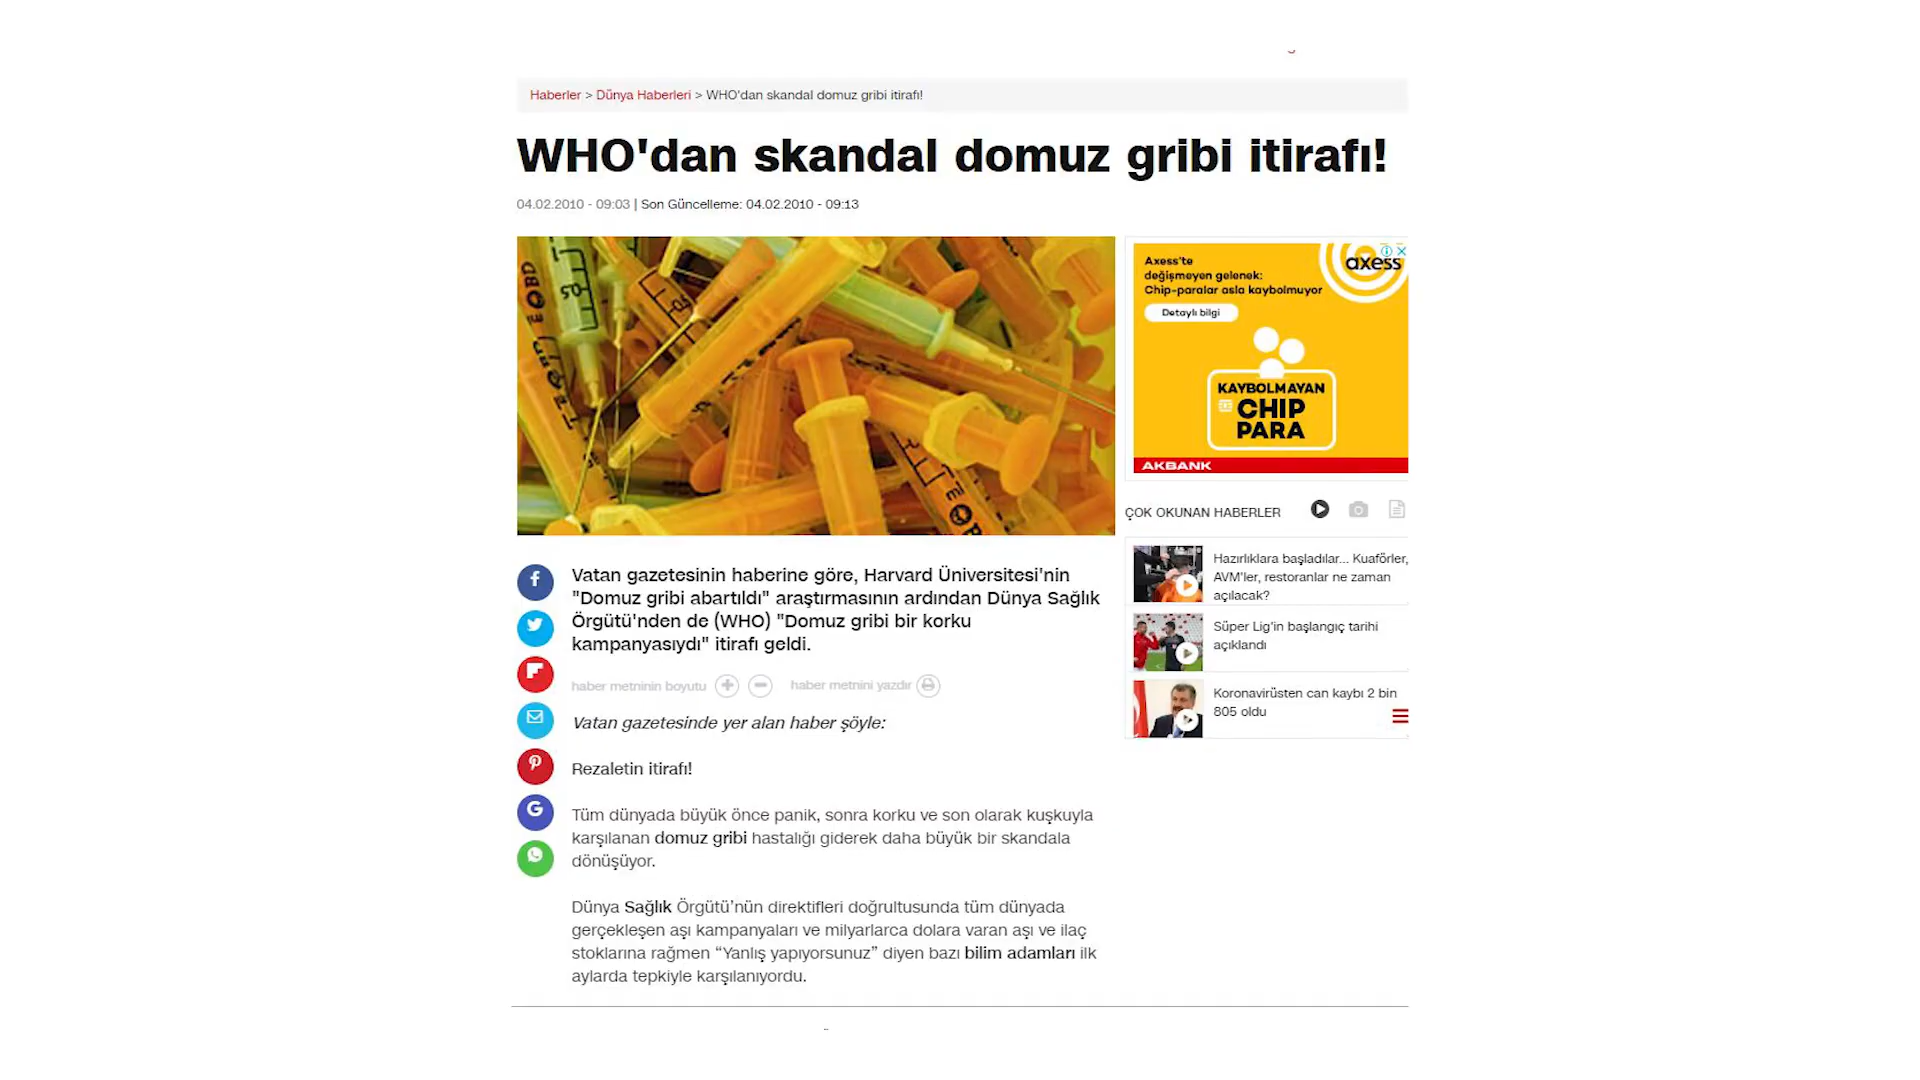 Haberler > Dünya Haberleri > WHO'dan skandal domuz gribi itirafı!
WHO'dan skandal domuz gribi itirafı!
04.02.2010 - 09:03 | Son Güncelleme: 04.02.2010 - 09:13
Axess'te
değişmeyen gelenek:
Chip-paralar asla kaybolmuyor
axess
Detaylı bilgi
KAYBOLMAYAN
CHIP
PARA
AKBANK
ÇOK OKUNAN HABERLER
Hazırlıklara başladılar... Kuaförler,
AVM'ler, restoranlar ne zaman
açılacak?
Süper Lig'in başlangıç tarihi
açıklandı
Koronavirüsten can kaybı 2 bin
805 oldu
Vatan gazetesinin haberine göre, Harvard Üniversitesi'nin
"Domuz gribi abartıldı" araştırmasının ardından Dünya Sağlık
Örgütü'nden de (WHO) "Domuz gribi bir korku
kampanyasıydı" itirafı geldi.
haber metninin boyutu haber metnini yazdır
Vatan gazetesinde yer alan haber şöyle:
Rezaletin itirafı!
Tüm dünyada büyük önce panik, sonra korku ve son olarak kuşkuyla
karşılanan domuz gribi hastalığı giderek daha büyük bir skandala
dönüşüyor.
Dünya Sağlık Örgütü’nün direktifleri doğrultusunda tüm dünyada
gerçekleşen aşı kampanyaları ve milyarlarca dolara varan aşı ve ilaç
stoklarına rağmen “Yanlış yapıyorsunuz” diyen bazı bilim adamları ilk
aylarda tepkiyle karşılanıyordu.